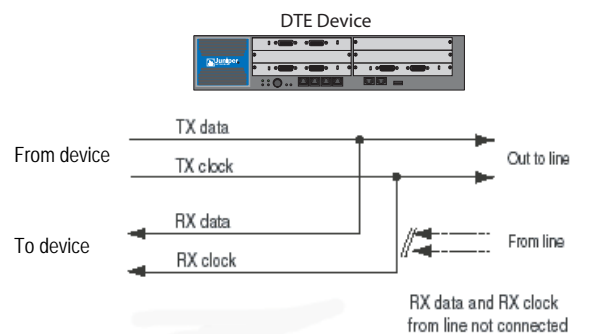 DTE Device
Juniper
TX data
From device
Out to line
TX clock
RX data
To device
From line
RX clock
RX data and RX clock
from line not connected